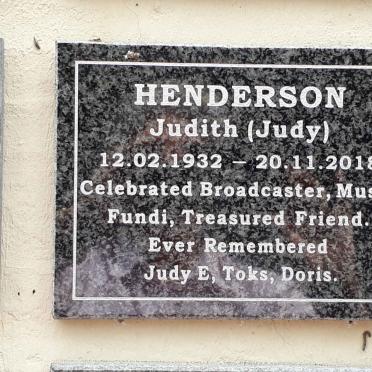 HENDERSON
Judith (Judy)
12.02.1932 – 20.11.2018
Celebrated Broadcaster,
Fundi, Treasured Friend.
Ever Remembered
Judy E, Toks, Doris.